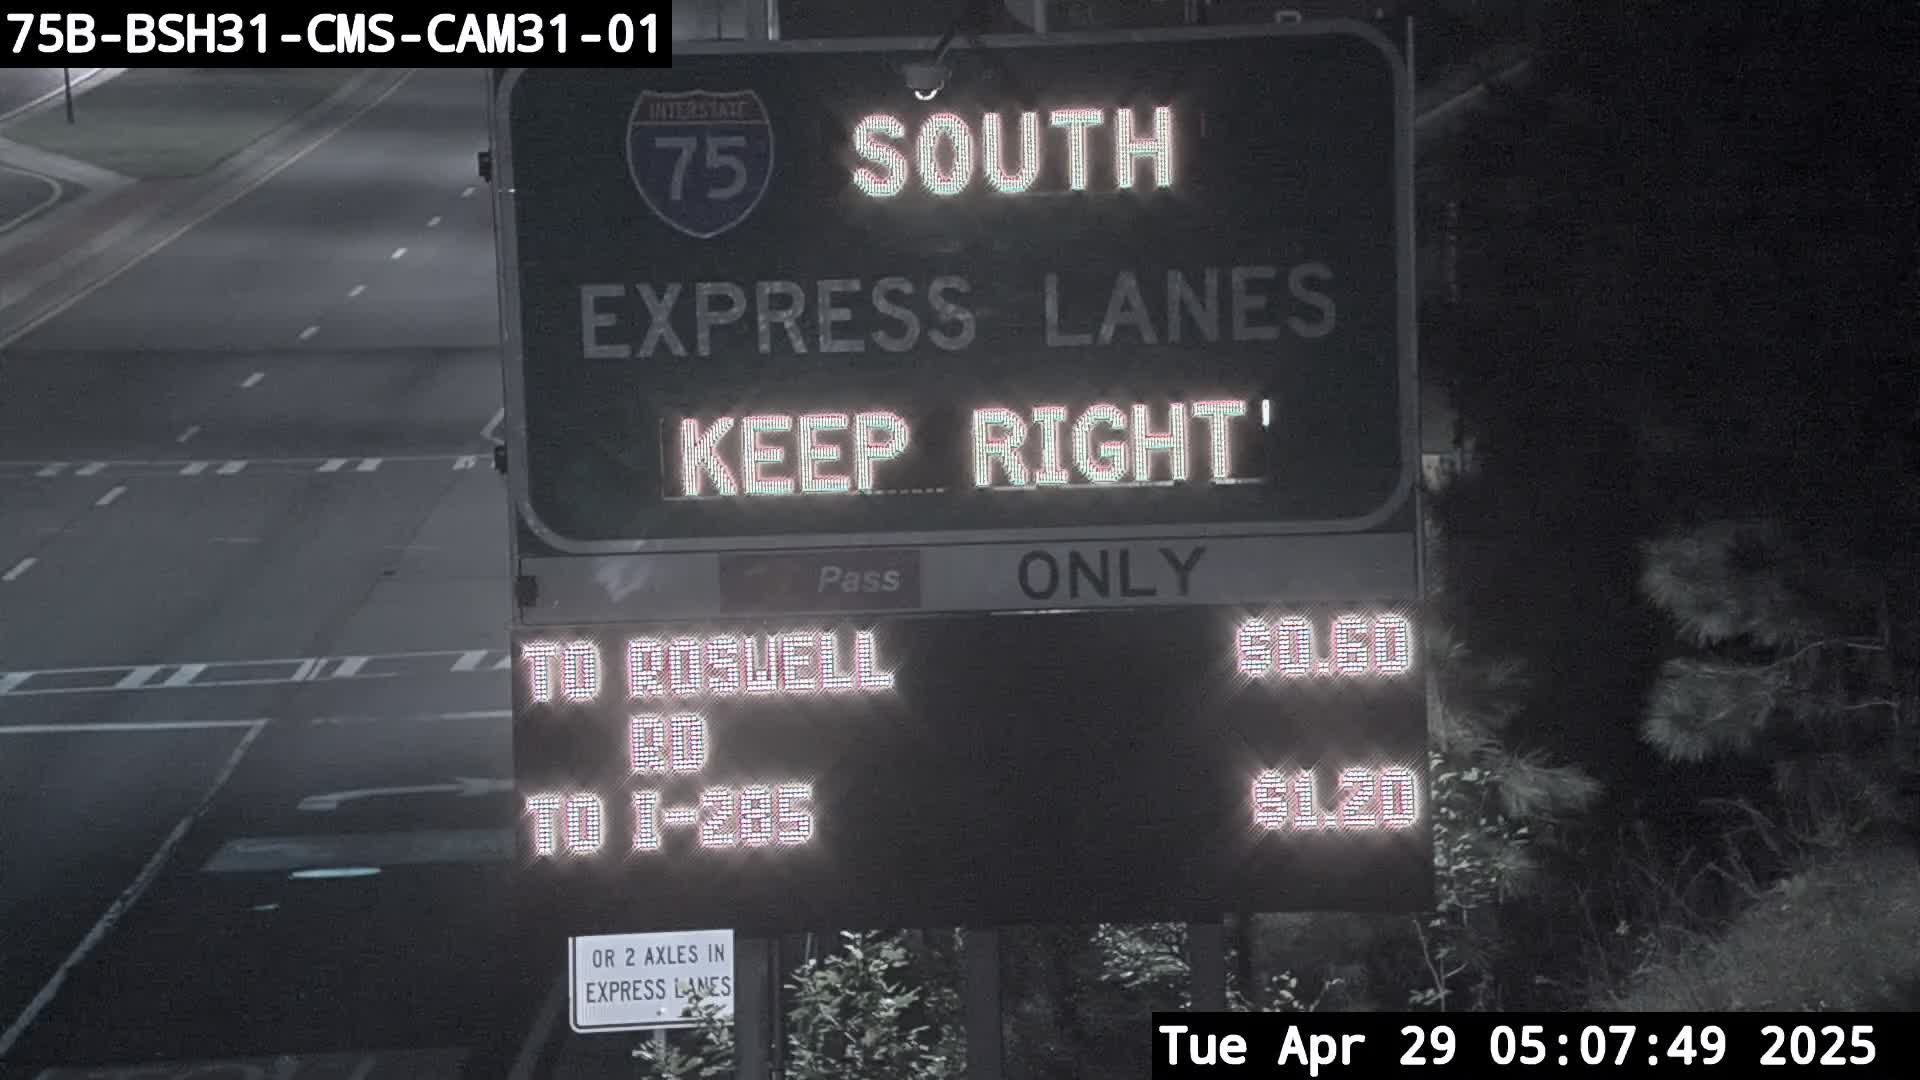 75B-BSH31-CMS-CAM31-01
INTERSTATE
75
SOUTH
EXPRESS LANES
KEEP RIGHT
Pass ONLY
TO ROSWELL $0.60
RD
TO I-285 $1.20
OR 2 AXLES IN
EXPRESS LANES
Tue Apr 29 05:07:49 2025